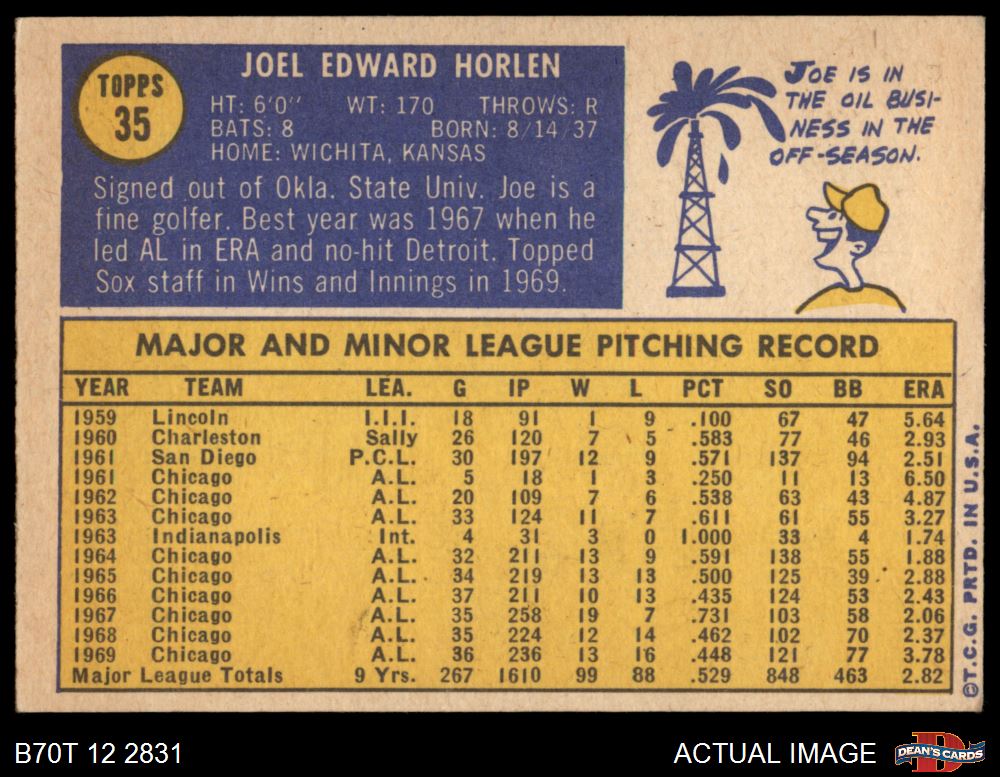 TOPPS
35
JOEL EDWARD HORLEN
HT: 6'0" WT: 170 THROWS: R
BATS: 8 BORN: 8/14/37
HOME: WICHITA, KANSAS
Signed out of Okla. State Univ. Joe is a
fine golfer. Best year was 1967 when he
led AL in ERA and no-hit Detroit. Topped
Sox staff in Wins and Innings in 1969.
JOE IS IN
THE OIL BUSI-
NESS IN THE
OFF-SEASON.
MAJOR AND MINOR LEAGUE PITCHING RECORD
YEAR TEAM LEA. G IP W L PCT SO BB ERA
1959 Lincoln I.I.I. 18 91 1 9 .100 67 47 5.64
1960 Charleston Sally 26 120 7 5 .583 77 46 2.93
1961 San Diego P.C.L. 30 197 12 9 .571 137 94 2.51
1961 Chicago A.L. 5 18 1 3 .250 11 13 6.50
1962 Chicago A.L. 20 109 7 6 .538 63 43 4.87
1963 Chicago A.L. 33 124 11 7 .611 61 55 3.27
1963 Indianapolis Int. 4 31 3 0 1.000 33 4 1.74
1964 Chicago A.L. 32 211 13 9 .591 138 55 1.88
1965 Chicago A.L. 34 219 13 13 .500 125 39 2.88
1966 Chicago A.L. 37 211 10 13 .435 124 53 2.43
1967 Chicago A.L. 35 258 19 7 .731 103 58 2.06
1968 Chicago A.L. 35 224 12 14 .462 102 70 2.37
1969 Chicago A.L. 36 236 13 16 .448 121 77 3.78
Major League Totals 9 Yrs. 267 1610 99 88 .529 848 463 2.82
©T.C.G. PRTD. IN U.S.A.
B70T 12 2831
ACTUAL IMAGE
DEAN'S CARDS